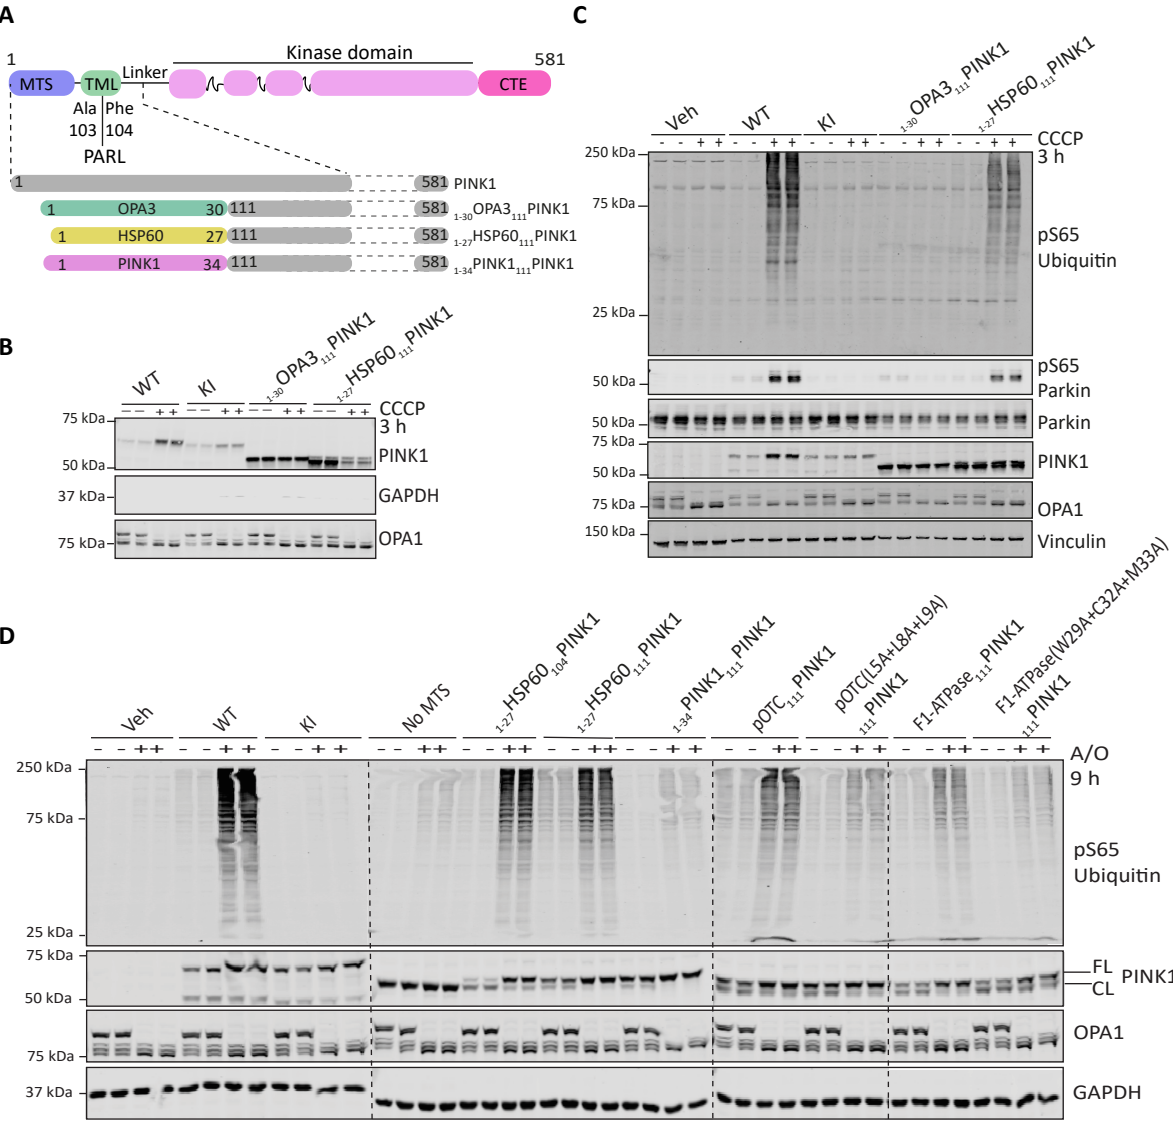 A
1
Kinase domain
581
MTS
TML
Linker
CTE
Ala
Phe
103
104
PARL
1
581
PINK1
1
OPA3
30
111
581
1-30OPA3111PINK1
1
HSP60
27
111
581
1-27HSP60111PINK1
1
PINK1
34
111
581
1-34PINK1111PINK1
B
WT
KI
1-30OPA3111PINK1
1-27HSP60111PINK1
- - + + - - + + - - + + - - + +
CCCP
3 h
75 kDa
50 kDa
PINK1
37 kDa
GAPDH
75 kDa
OPA1
C
Veh
WT
KI
1-30OPA3111PINK1
1-27HSP60111PINK1
- - + + - - + + - - + + - - + + - - + +
CCCP
3 h
250 kDa
75 kDa
25 kDa
pS65
Ubiquitin
50 kDa
pS65
Parkin
50 kDa
Parkin
75 kDa
50 kDa
PINK1
75 kDa
OPA1
150 kDa
Vinculin
D
Veh
WT
KI
No MTS
1-27HSP60104PINK1
1-27HSP60111PINK1
1-34PINK1111PINK1
pOTC111PINK1
pOTC(L5A+L8A+L9A)
111PINK1
F1-ATPase111PINK1
F1-ATPase(W29A+C32A+M33A)
111PINK1
- - + + - - + + - - + + - - + + - - + + - - + + - - + + - - + + - - + + - - + + - - + +
A/O
9 h
250 kDa
75 kDa
25 kDa
pS65
Ubiquitin
75 kDa
50 kDa
FL
CL
PINK1
75 kDa
OPA1
37 kDa
GAPDH